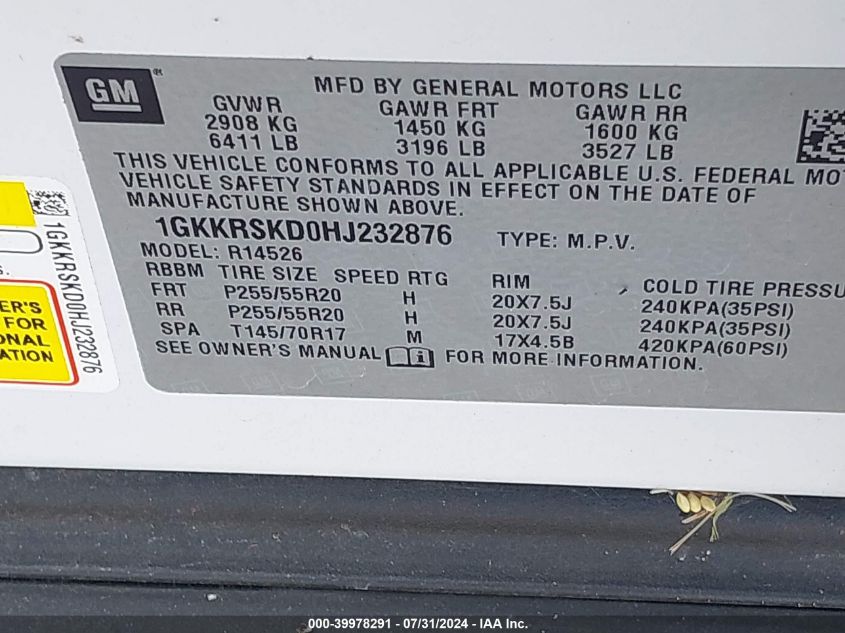 GM
MFD BY GENERAL MOTORS LLC
GVWR GAWR FRT GAWR RR
2908 KG 1450 KG 1600 KG
6411 LB 3196 LB 3527 LB
THIS VEHICLE CONFORMS TO ALL APPLICABLE U.S. FEDERAL MOT
VEHICLE SAFETY STANDARDS IN EFFECT ON THE DATE OF
MANUFACTURE SHOWN ABOVE.
1GKKRSKD0HJ232876 TYPE: M.P.V.
MODEL: R14526
RBBM TIRE SIZE SPEED RTG RIM COLD TIRE PRESSU
FRT P255/55R20 H 20X7.5J 240KPA(35PSI)
RR P255/55R20 H 20X7.5J 240KPA(35PSI)
SPA T145/70R17 M 17X4.5B 420KPA(60PSI)
SEE OWNER'S MANUAL FOR MORE INFORMATION.
1GKKRSKD0HJ232876
S.
ER'S
FOR
ONAL
ION.
000-39978291 / 07/31/2024 - IAA Inc.